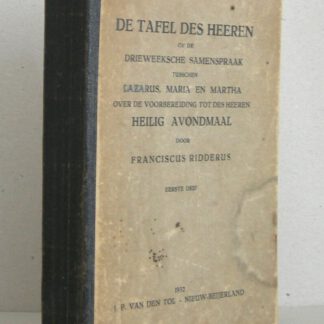 DE TAFEL DES HEEREN
OF DE
DRIEWEEKSCHE SAMENSPRAAK
TUSSCHEN
LAZARUS, MARIA EN MARTHA
OVER DE VOORBEREIDING TOT DES HEEREN
HEILIG AVONDMAAL
DOOR
FRANCISCUS RIDDERUS
EERSTE
1932
J. P. VAN DEN TOL - NIEUW-BEIJERLAND